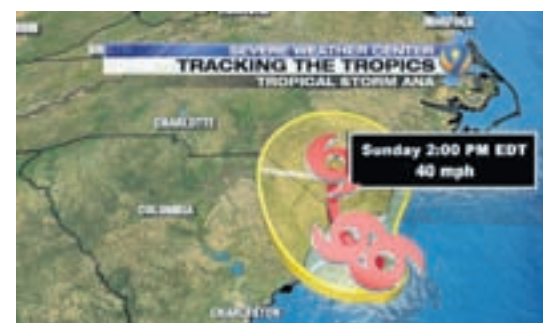 NORFOLK
SEVERE WEATHER CENTER
TRACKING THE TROPICS
TROPICAL STORM ANA
CHARLOTTE
Sunday 2:00 PM EDT
40 mph
COLUMBIA
CHARLESTON